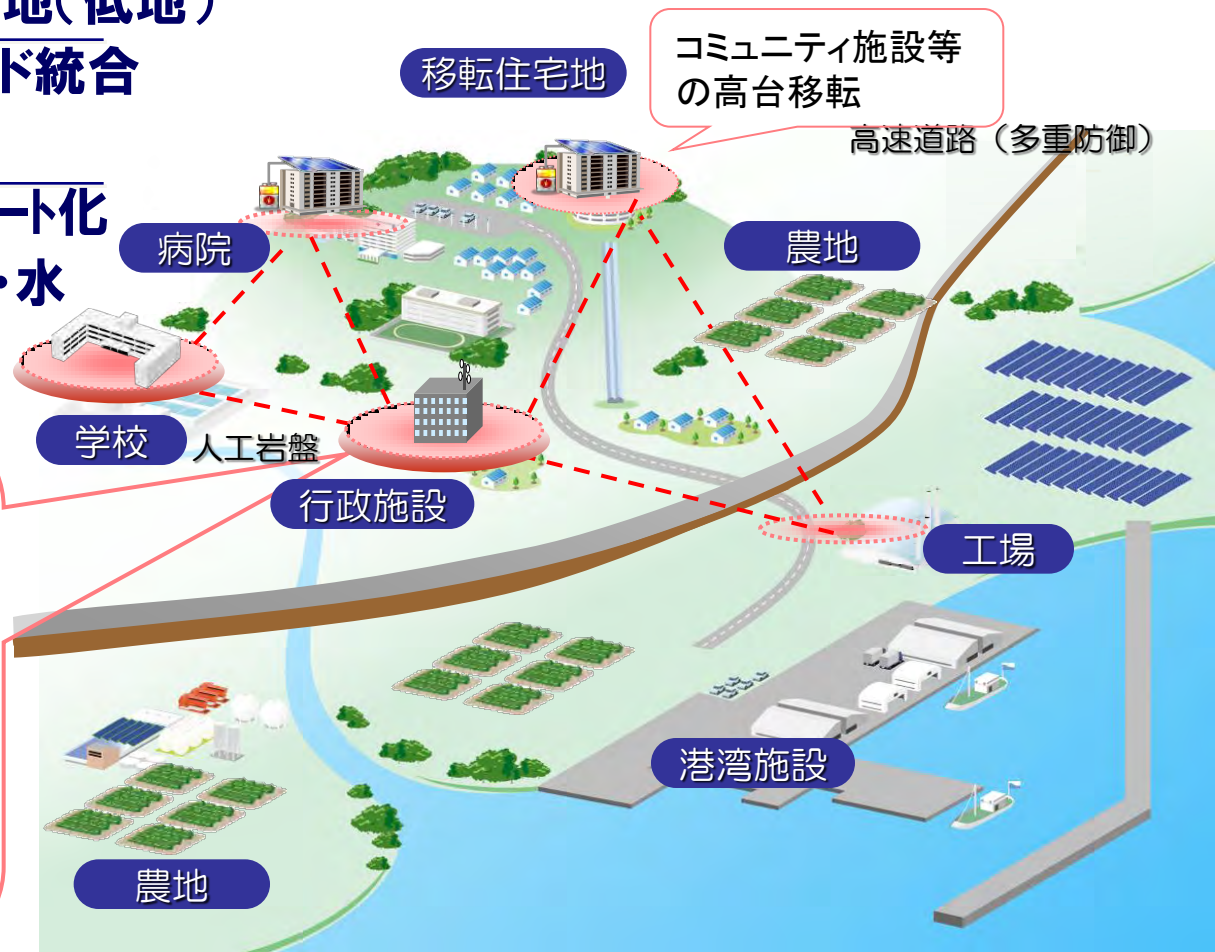 地(低地)
ド統合
ート化
・水
移転住宅地
コミュニティ施設等
の高台移転
高速道路（多重防御）
病院
農地
学校
人工岩盤
行政施設
工場
港湾施設
農地